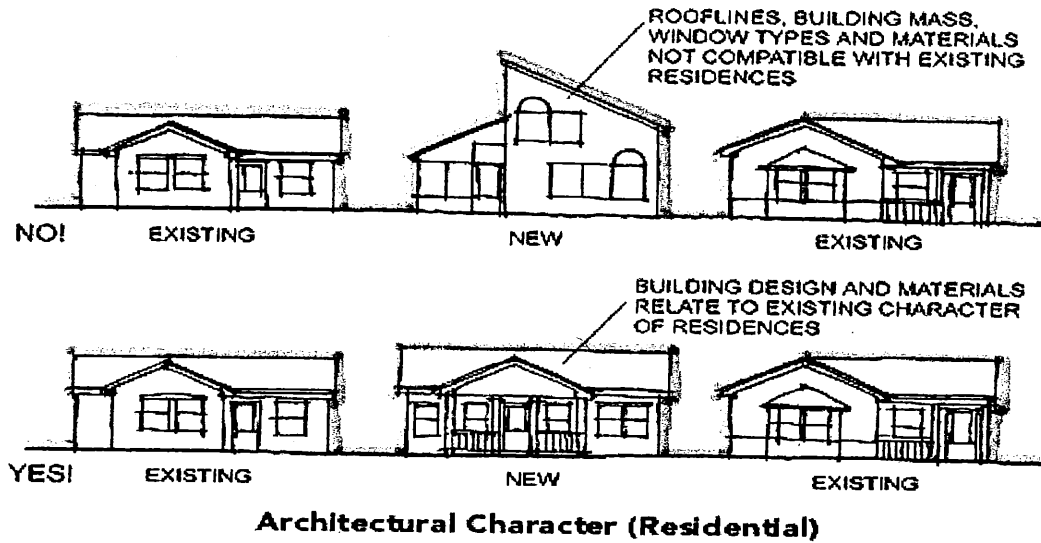 ROOFLINES, BUILDING MASS,
WINDOW TYPES AND MATERIALS
NOT COMPATIBLE WITH EXISTING
RESIDENCES
NO!
EXISTING
NEW
EXISTING
BUILDING DESIGN AND MATERIALS
RELATE TO EXISTING CHARACTER
OF RESIDENCES
YES!
EXISTING
NEW
EXISTING
Architectural Character (Residential)